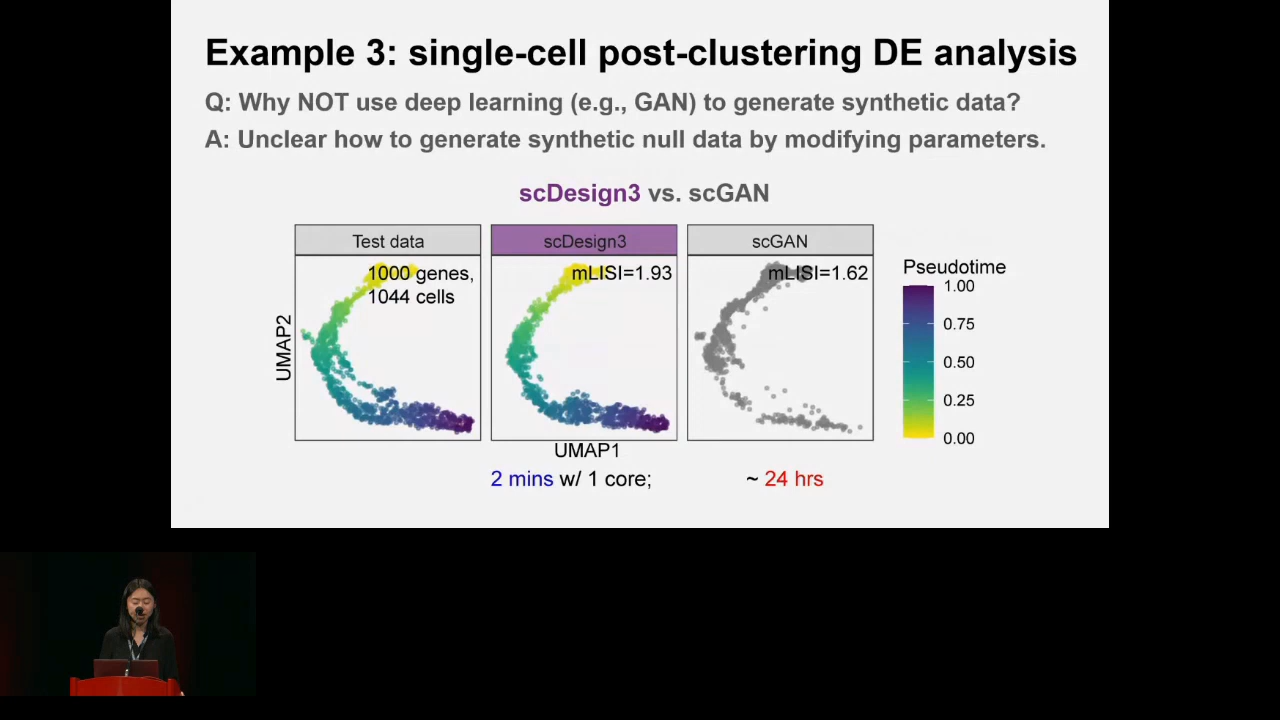 Example 3: single-cell post-clustering DE analysis
Q: Why NOT use deep learning (e.g., GAN) to generate synthetic data?
A: Unclear how to generate synthetic null data by modifying parameters.
scDesign3 vs. scGAN
Test data
scDesign3
scGAN
1000 genes,
1044 cells
mLISI=1.93
mLISI=1.62
Pseudotime
1.00
0.75
0.50
0.25
0.00
UMAP2
UMAP1
2 mins w/ 1 core;
~ 24 hrs